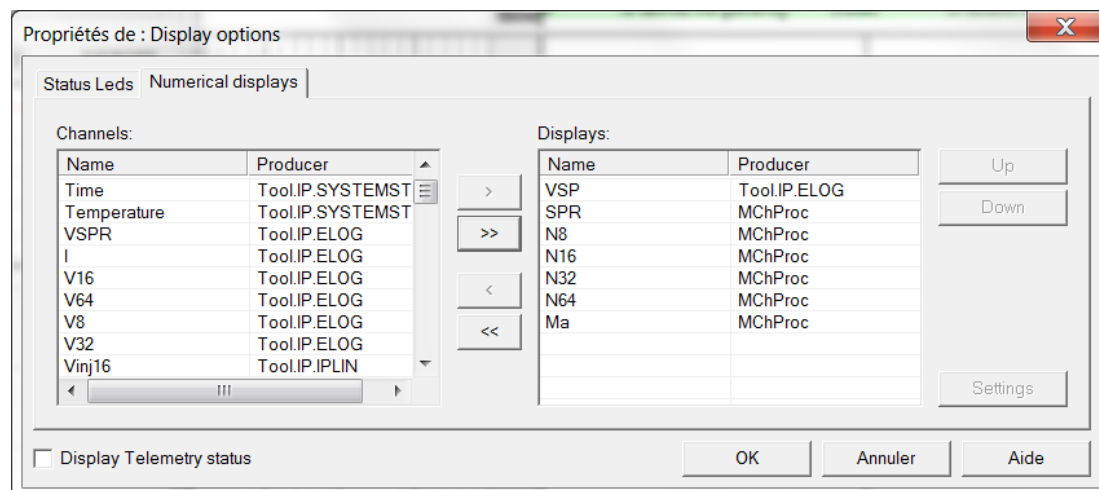 Propriétés de : Display options
Status Leds Numerical displays
Channels:
Name Producer
Time Tool.IP.SYSTEMST
Temperature Tool.IP.SYSTEMST
VSPR Tool.IP.ELOG
I Tool.IP.ELOG
V16 Tool.IP.ELOG
V64 Tool.IP.ELOG
V8 Tool.IP.ELOG
V32 Tool.IP.ELOG
Vinj16 Tool.IP.IPLIN
>
>>
<
<<
Displays:
Name Producer
VSP Tool.IP.ELOG
SPR MChProc
N8 MChProc
N16 MChProc
N32 MChProc
N64 MChProc
Ma MChProc
Up
Down
Settings
Display Telemetry status
OK Annuler Aide